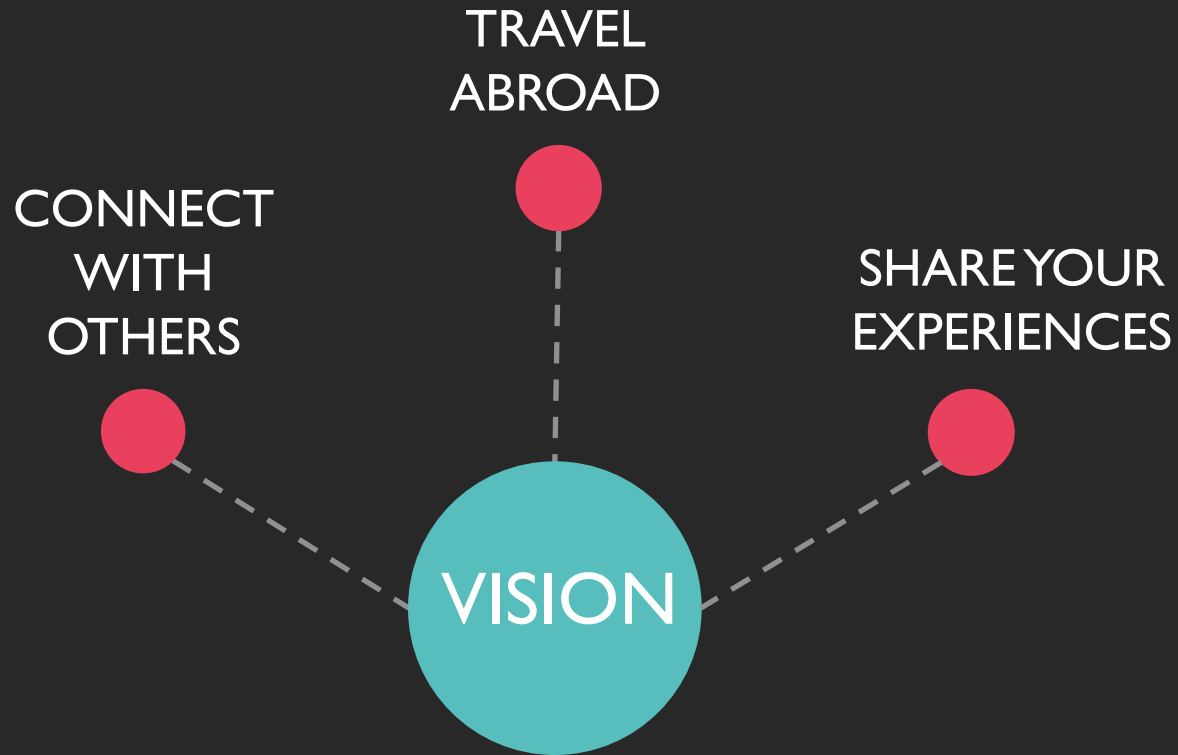 TRAVEL
ABROAD
CONNECT
WITH
OTHERS
SHARE YOUR
EXPERIENCES
VISION